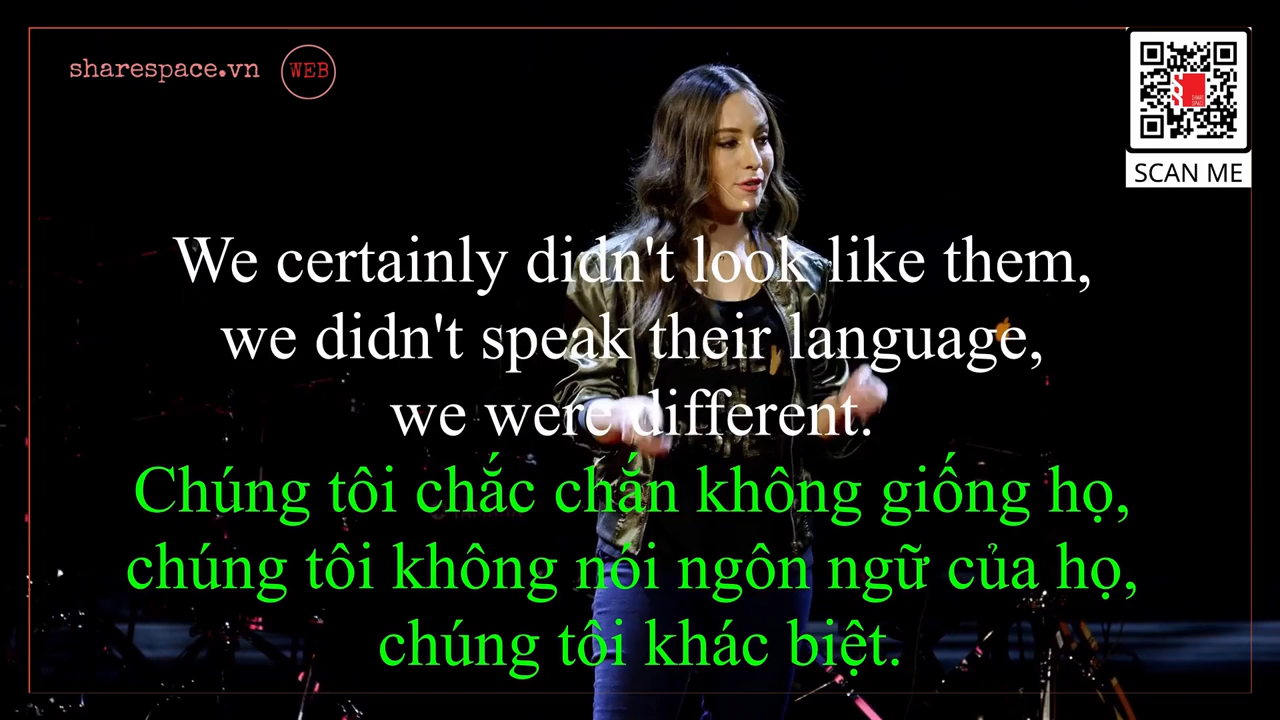 sharespace.vn WEB
SCAN ME
We certainly didn't look like them,
we didn't speak their language,
we were different.
Chúng tôi chắc chắn không giống họ,
chúng tôi không nói ngôn ngữ của họ,
chúng tôi khác biệt.